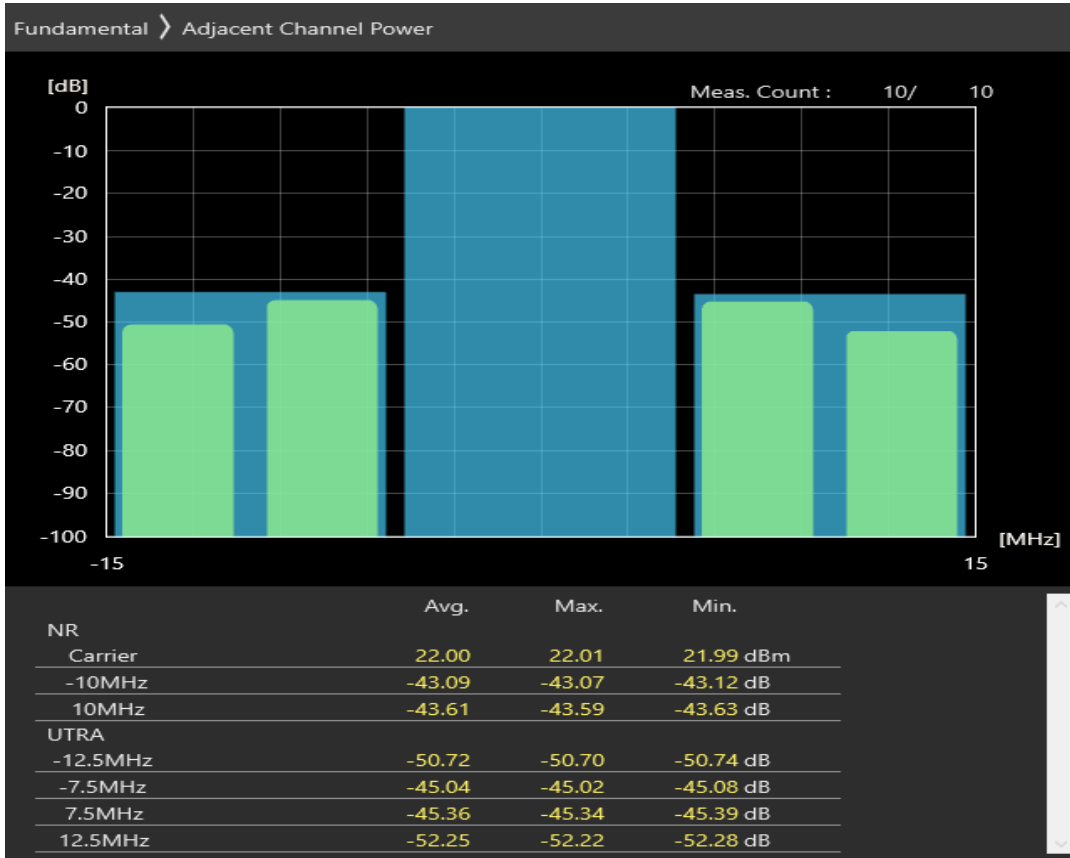 Fundamental ❯ Adjacent Channel Power
[dB]
Meas. Count : 10/ 10
0
-10
-20
-30
-40
-50
-60
-70
-80
-90
-100
[MHz]
-15 15
Avg. Max. Min.
NR
Carrier 22.00 22.01 21.99 dBm
-10MHz -43.09 -43.07 -43.12 dB
10MHz -43.61 -43.59 -43.63 dB
UTRA
-12.5MHz -50.72 -50.70 -50.74 dB
-7.5MHz -45.04 -45.02 -45.08 dB
7.5MHz -45.36 -45.34 -45.39 dB
12.5MHz -52.25 -52.22 -52.28 dB